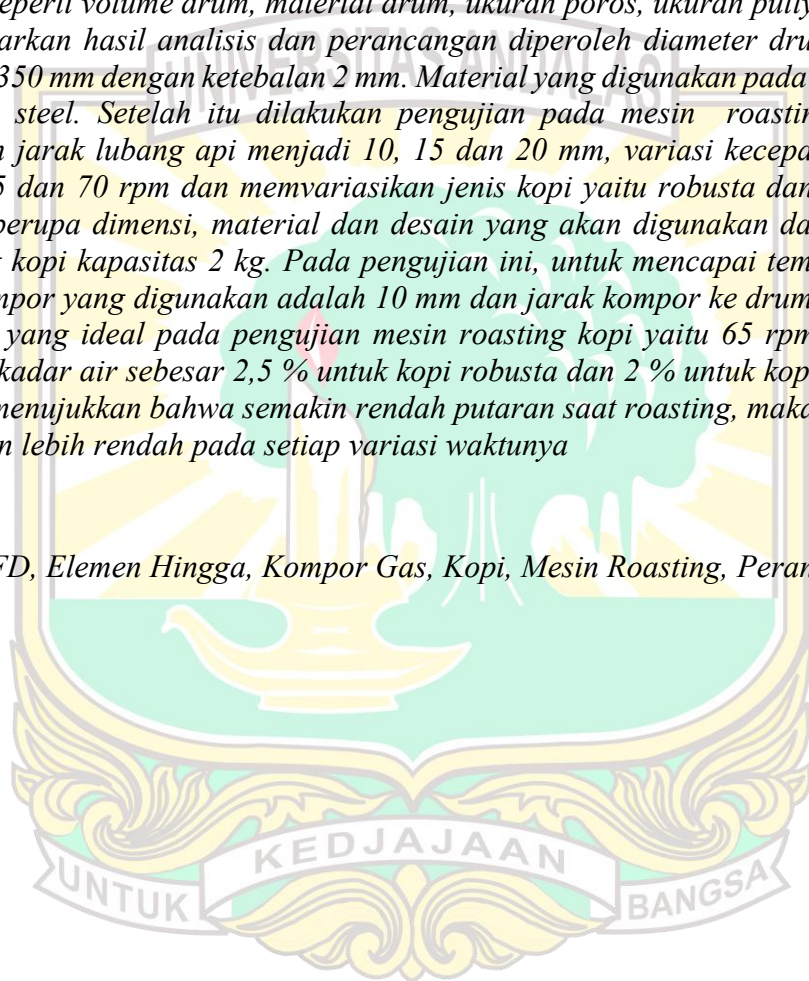 seperti volume drum, material drum, ukuran poros, ukuran pully
arkan hasil analisis dan perancangan diperoleh diameter dru
350 mm dengan ketebalan 2 mm. Material yang digunakan pada
steel. Setelah itu dilakukan pengujian pada mesin roastin
n jarak lubang api menjadi 10, 15 dan 20 mm, variasi kecepa
5 dan 70 rpm dan memvariasikan jenis kopi yaitu robusta dan
berupa dimensi, material dan desain yang akan digunakan da
kopi kapasitas 2 kg. Pada pengujian ini, untuk mencapai tem
mpor yang digunakan adalah 10 mm dan jarak kompor ke drum
yang ideal pada pengujian mesin roasting kopi yaitu 65 rpm
kadar air sebesar 2,5 % untuk kopi robusta dan 2 % untuk kopi
menujukkan bahwa semakin rendah putaran saat roasting, maka
n lebih rendah pada setiap variasi waktunya
FD, Elemen Hingga, Kompor Gas, Kopi, Mesin Roasting, Peran
UNIVERSITAS ANDALAS
UNTUK KEDJAJAAN BANGSA